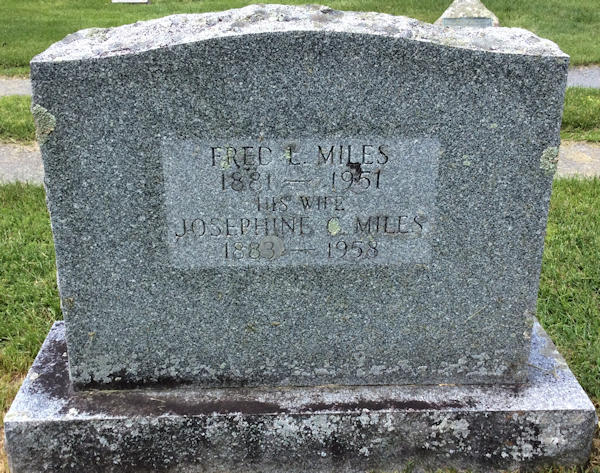 FRED L. MILES
1881 — 1951
HIS WIFE
JOSEPHINE C. MILES
1883 — 1958